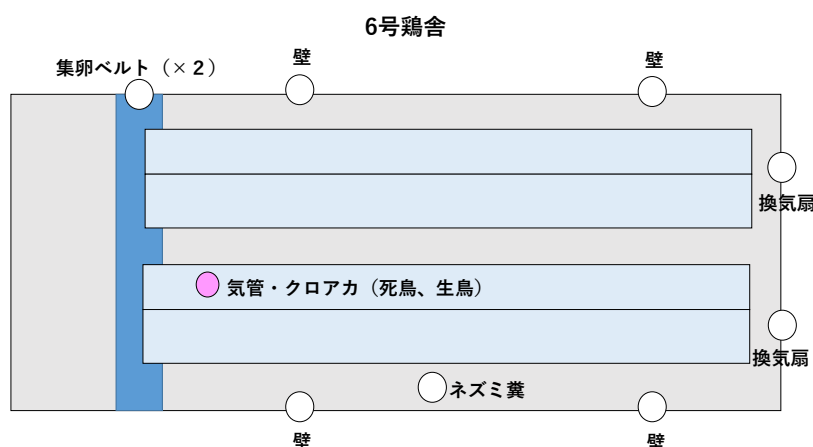 6号鶏舎
集卵ベルト（×２）
壁
壁
換気扇
気管・クロアカ（死鳥、生鳥）
換気扇
ネズミ糞
壁
壁